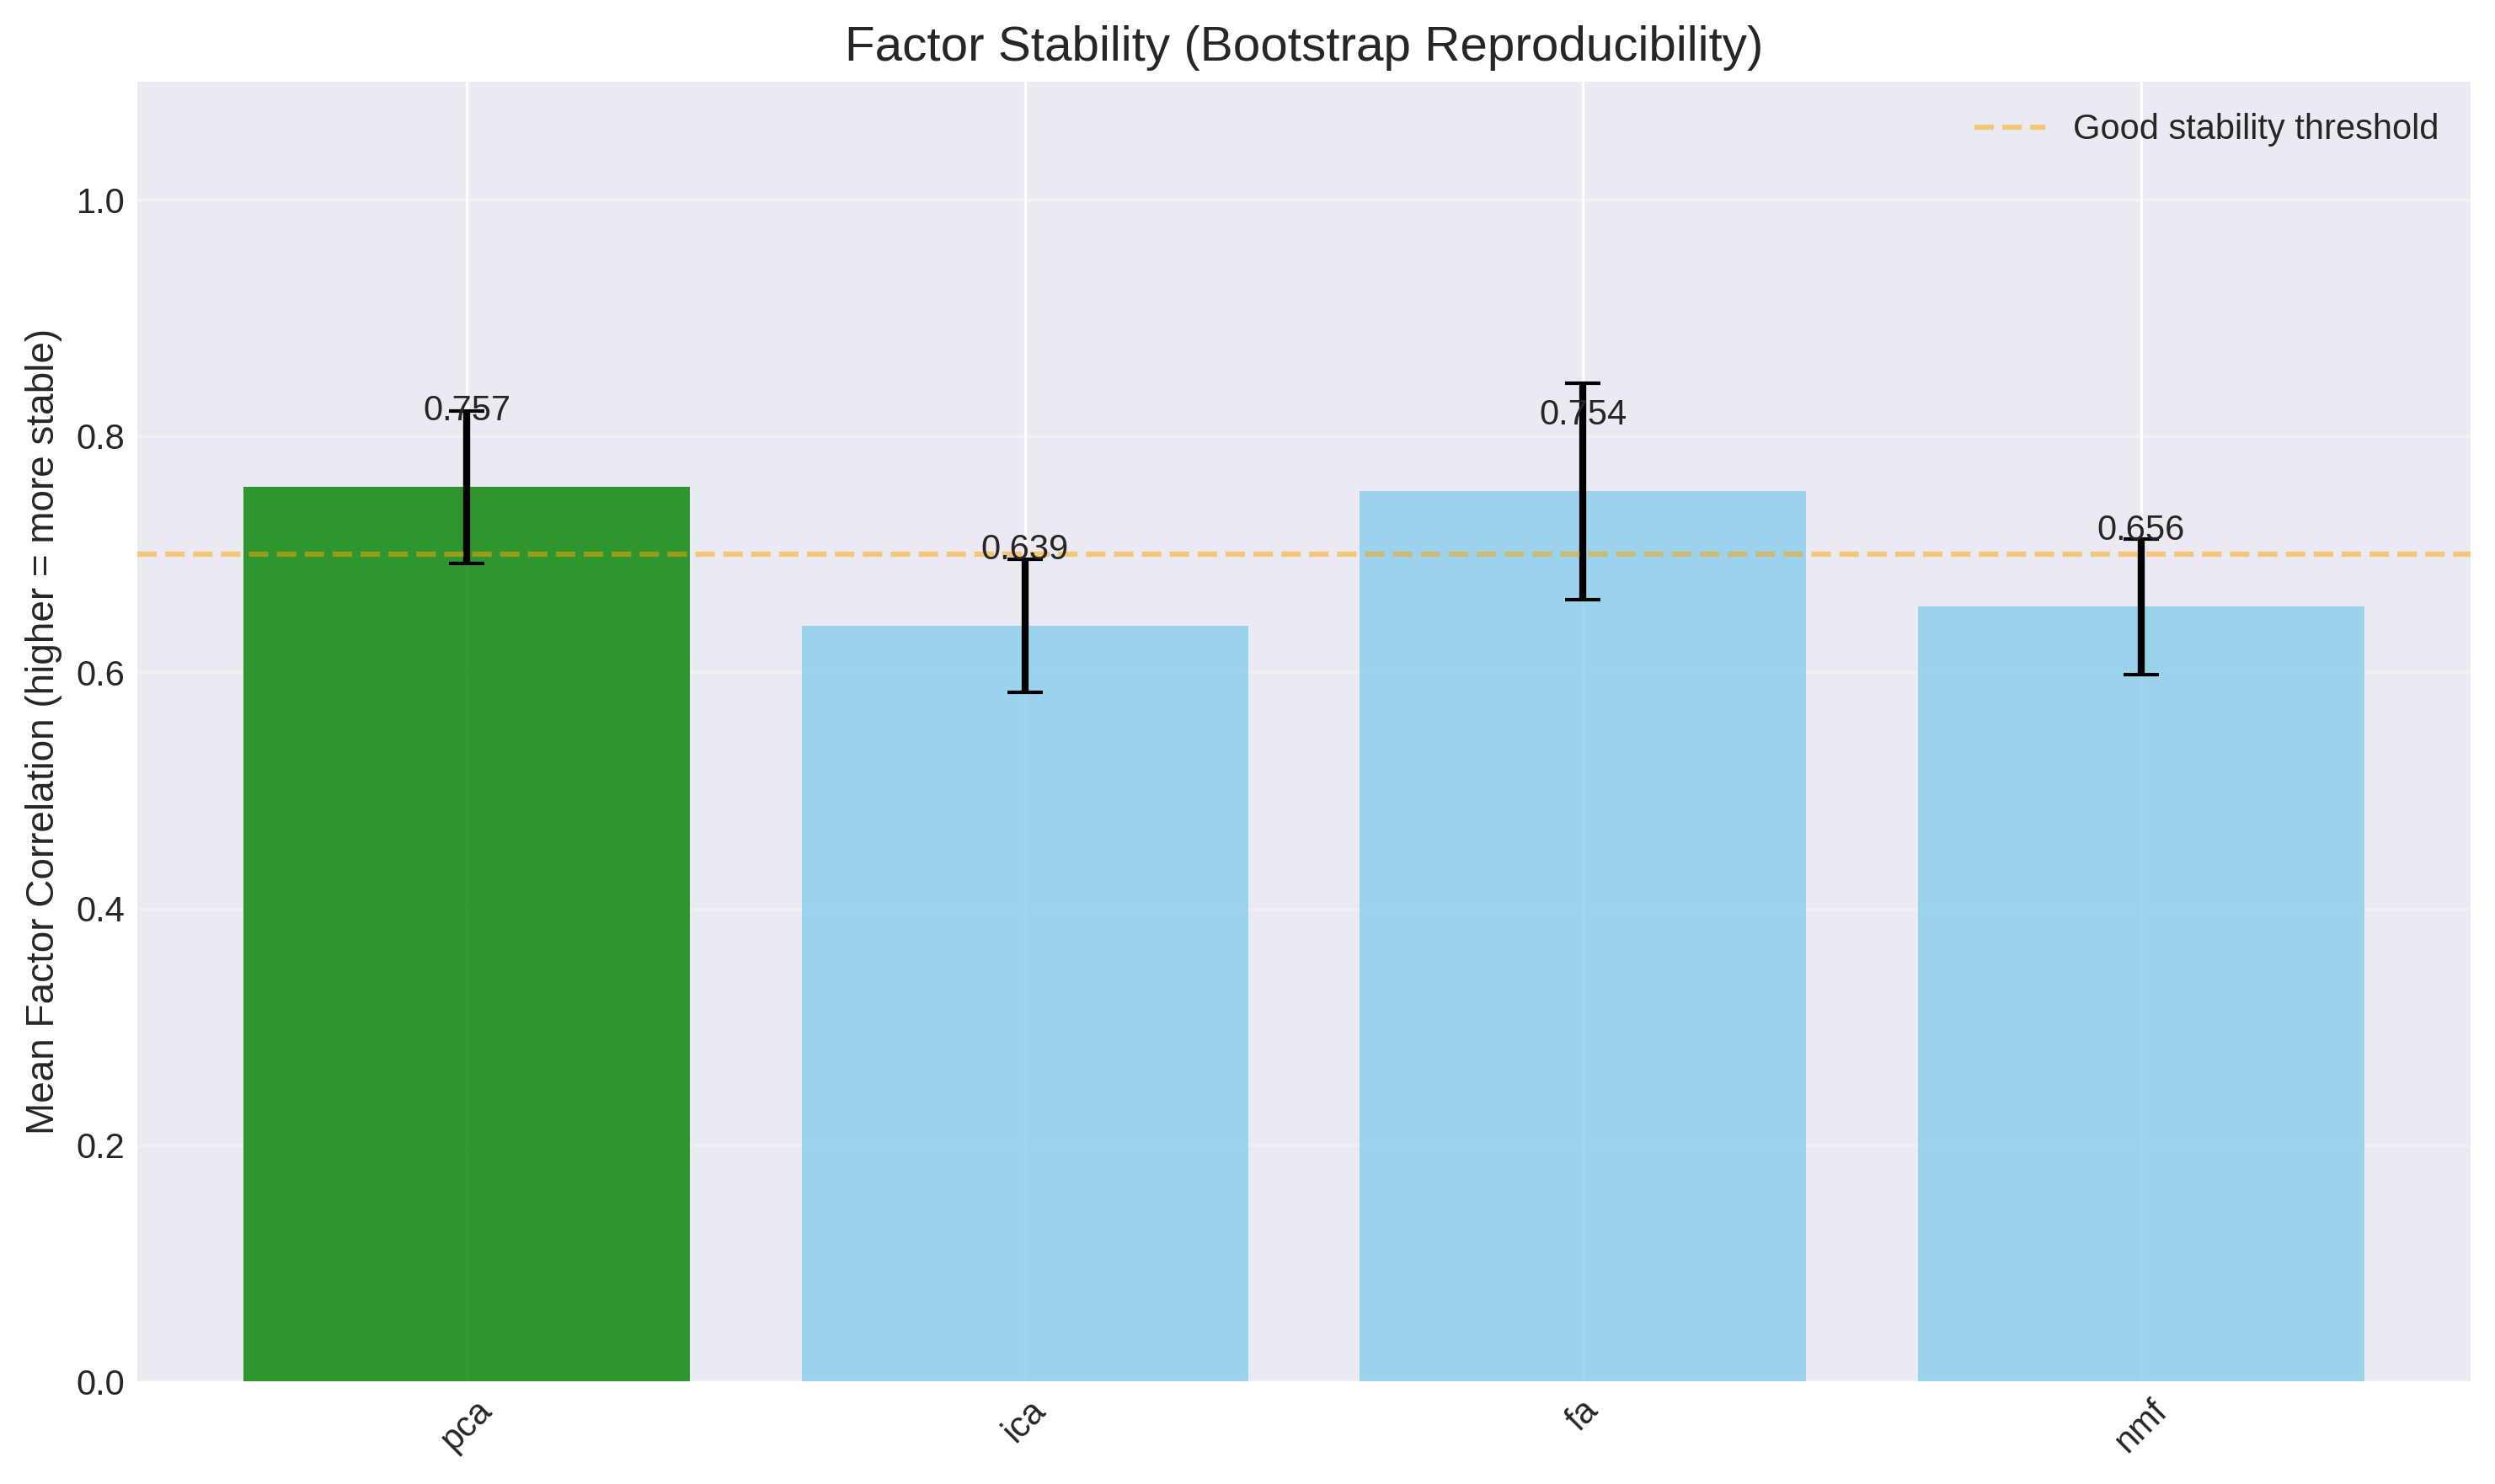 Factor Stability (Bootstrap Reproducibility)
Good stability threshold
Mean Factor Correlation (higher = more stable)
1.0
0.8
0.6
0.4
0.2
0.0
0.757
0.639
0.754
0.656
pca
ica
fa
nmf